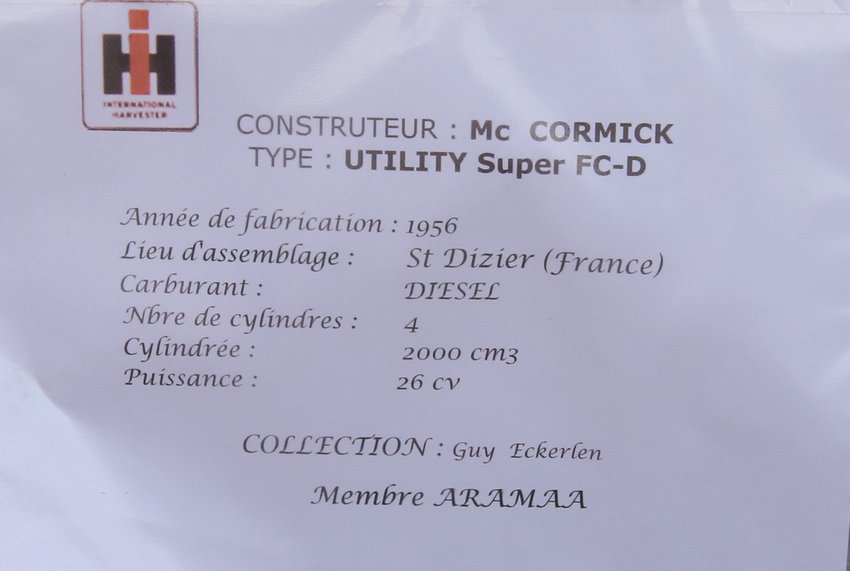 IH
INTERNATIONAL
HARVESTER
CONSTRUTEUR : Mc CORMICK
TYPE : UTILITY Super FC-D
Année de fabrication : 1956
Lieu d'assemblage : St Dizier (France)
Carburant : DIESEL
Nbre de cylindres : 4
Cylindrée : 2000 cm3
Puissance : 26 cv
COLLECTION : Guy Eckerlen
Membre ARAMAA